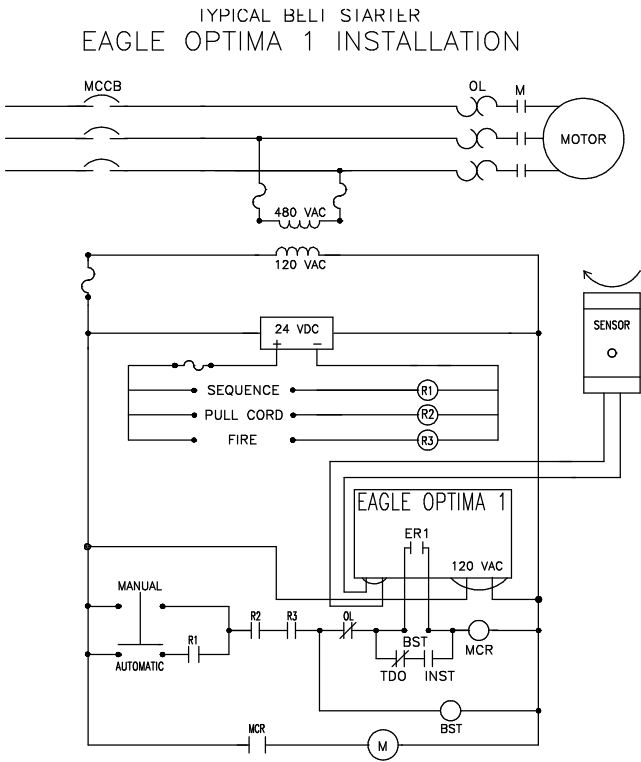 TYPICAL BELT STARTER
EAGLE OPTIMA 1 INSTALLATION
MCCB
OL
M
MOTOR
480 VAC
120 VAC
24 VDC
+ −
SENSOR
SEQUENCE
R1
PULL CORD
R2
FIRE
R3
EAGLE OPTIMA 1
ER1
120 VAC
MANUAL
R2
R3
OL
R1
AUTOMATIC
BST
MCR
TDO
INST
BST
MCR
M